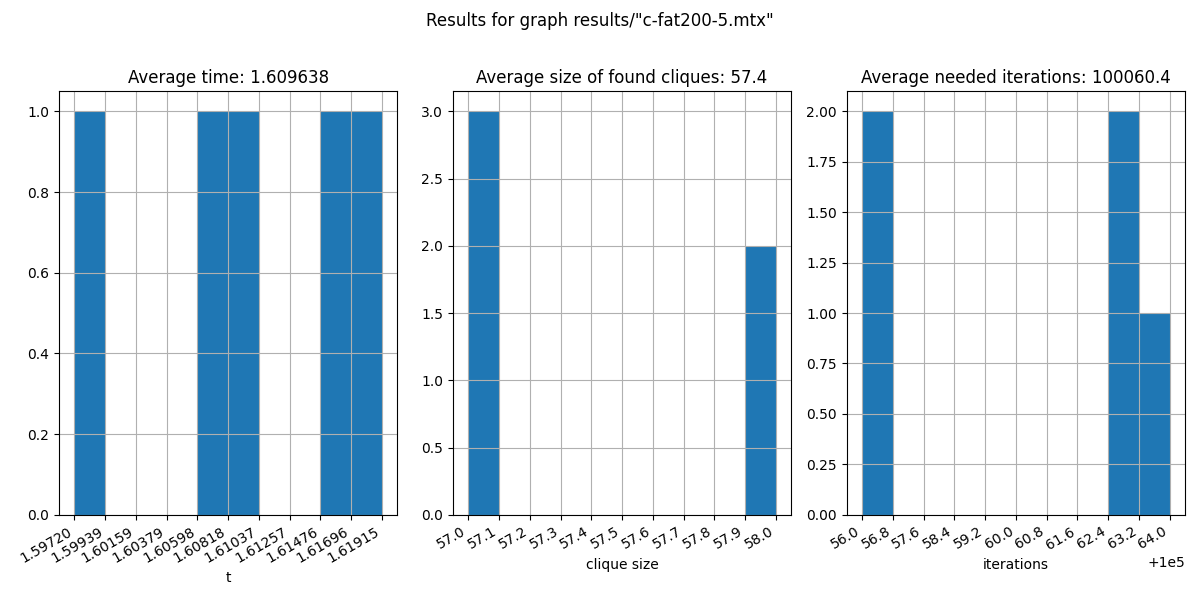 Results for graph results/"c-fat200-5.mtx"
Average time: 1.609638
1.0
0.8
0.6
0.4
0.2
0.0
1.59720 1.59939 1.60159 1.60379 1.60598 1.60818 1.61037 1.61257 1.61476 1.61696 1.61915
t
Average size of found cliques: 57.4
3.0
2.5
2.0
1.5
1.0
0.5
0.0
57.0 57.1 57.2 57.3 57.4 57.5 57.6 57.7 57.8 57.9 58.0
clique size
Average needed iterations: 100060.4
2.00
1.75
1.50
1.25
1.00
0.75
0.50
0.25
0.00
56.0 56.8 57.6 58.4 59.2 60.0 60.8 61.6 62.4 63.2 64.0
+1e5
iterations